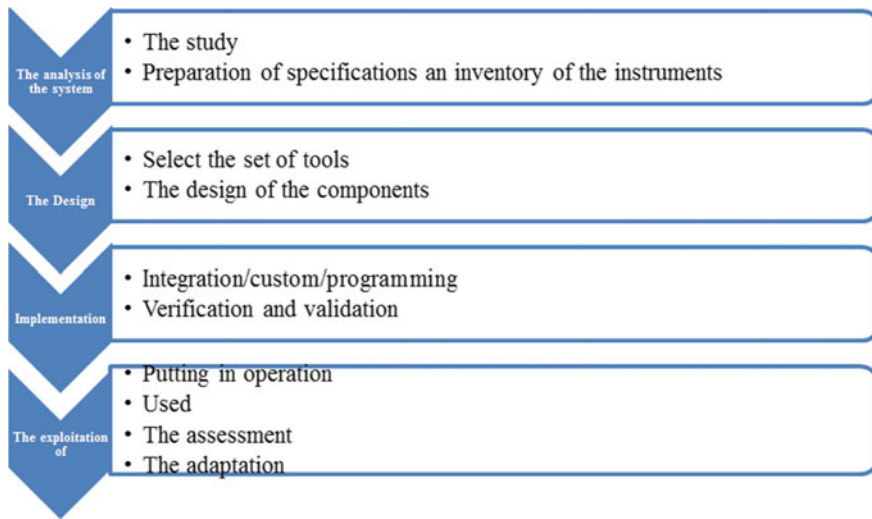 The analysis of
the system
• The study
• Preparation of specifications an inventory of the instruments
The Design
• Select the set of tools
• The design of the components
Implementation
• Integration/custom/programming
• Verification and validation
The exploitation
of
• Putting in operation
• Used
• The assessment
• The adaptation